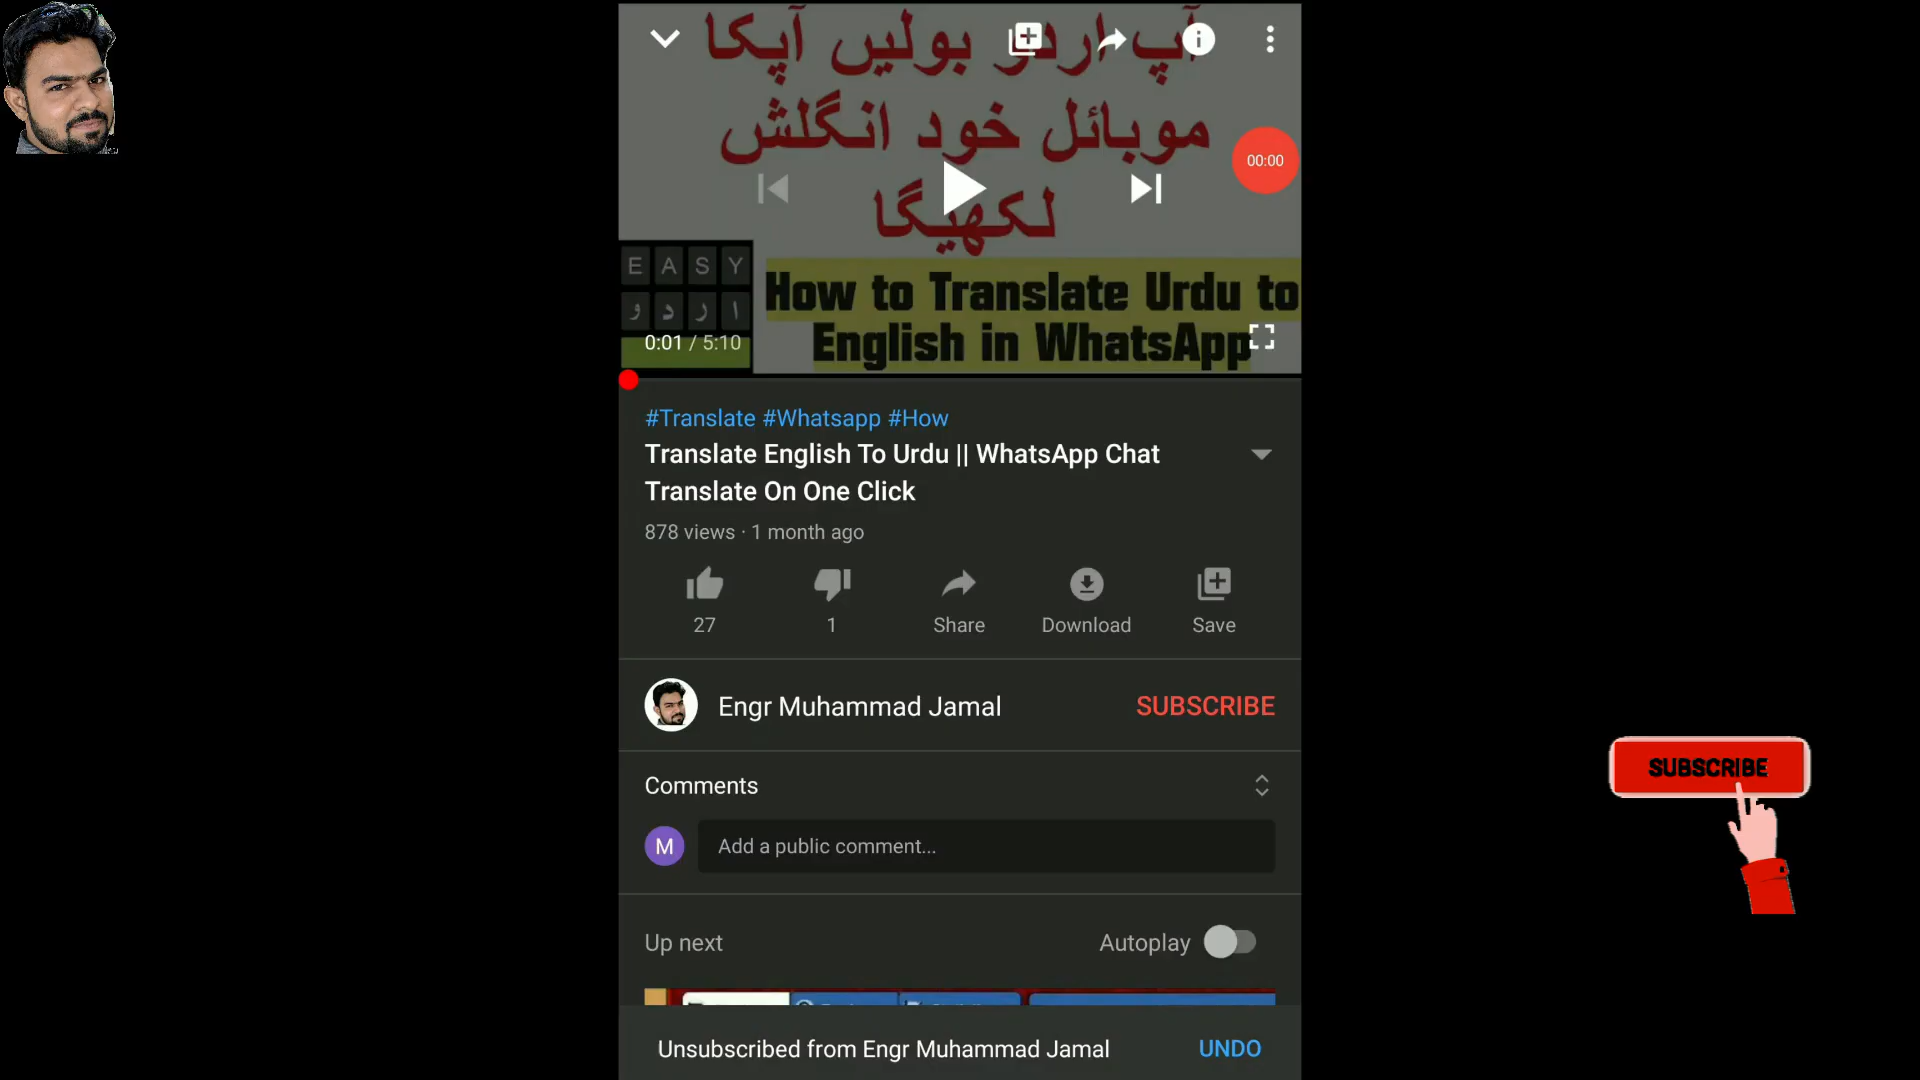 آپ اردو بولیں آپکا
موبائل خود انگلش
لکھیگا
00:00
E A S Y
ا ر د و
How to Translate Urdu to
English in WhatsApp
0:01 / 5:10
#Translate #Whatsapp #How
Translate English To Urdu || WhatsApp Chat
Translate On One Click
878 views · 1 month ago
27
1
Share
Download
Save
Engr Muhammad Jamal
SUBSCRIBE
SUBSCRIBE
Comments
M
Add a public comment...
Up next
Autoplay
Unsubscribed from Engr Muhammad Jamal
UNDO